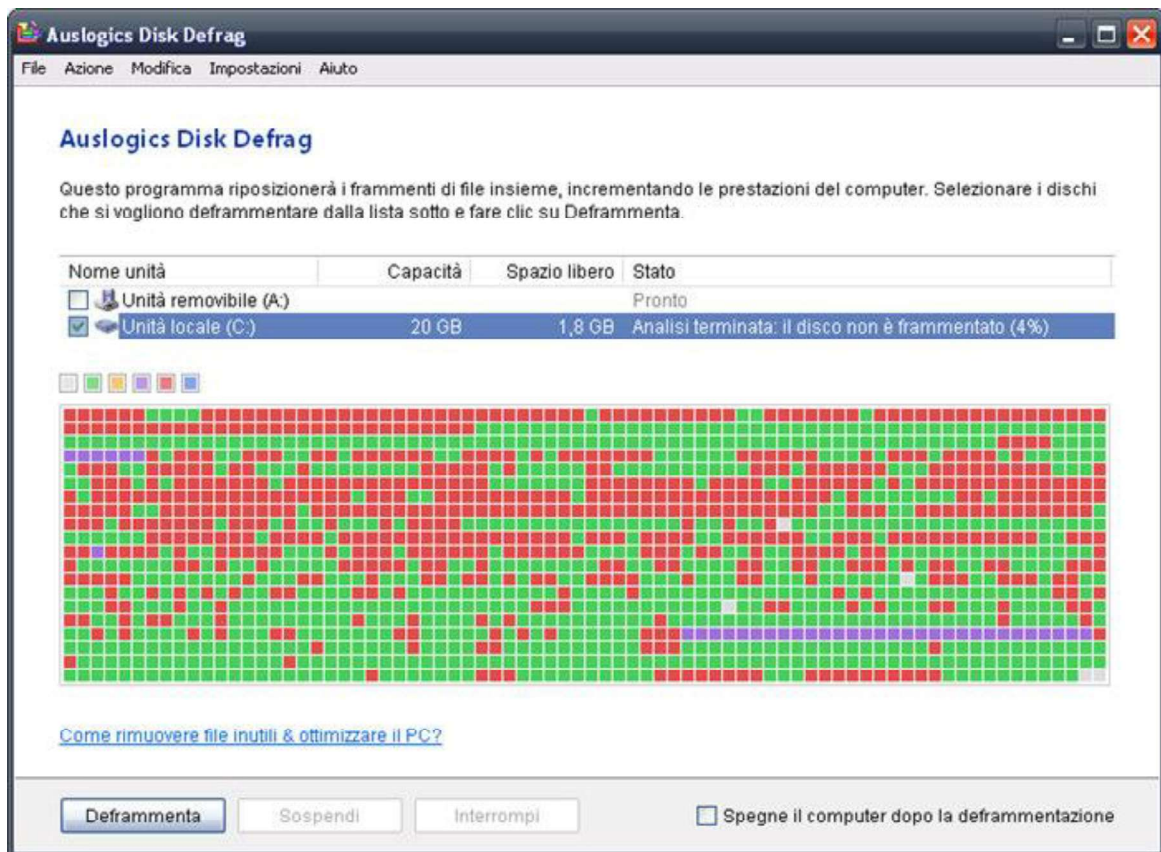 Auslogics Disk Defrag
File Azione Modifica Impostazioni Aiuto
Auslogics Disk Defrag
Questo programma riposizionerà i frammenti di file insieme, incrementando le prestazioni del computer. Selezionare i dischi
che si vogliono deframmentare dalla lista sotto e fare clic su Deframmenta.
Nome unità Capacità Spazio libero Stato
Unità removibile (A:) Pronto
Unità locale (C:) 20 GB 1,8 GB Analisi terminata: il disco non è frammentato (4%)
Come rimuovere file inutili & ottimizzare il PC?
Deframmenta Sospendi Interrompi Spegne il computer dopo la deframmentazione